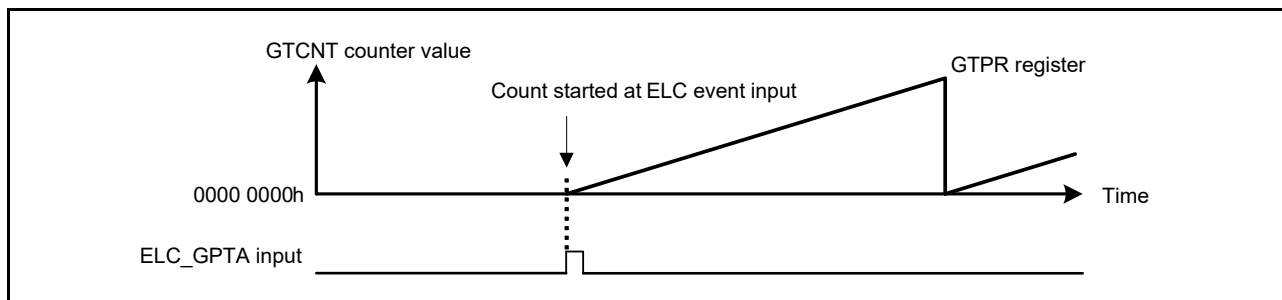 GTCNT counter value
GTPR register
Count started at ELC event input
0000 0000h
Time
ELC_GPTA input